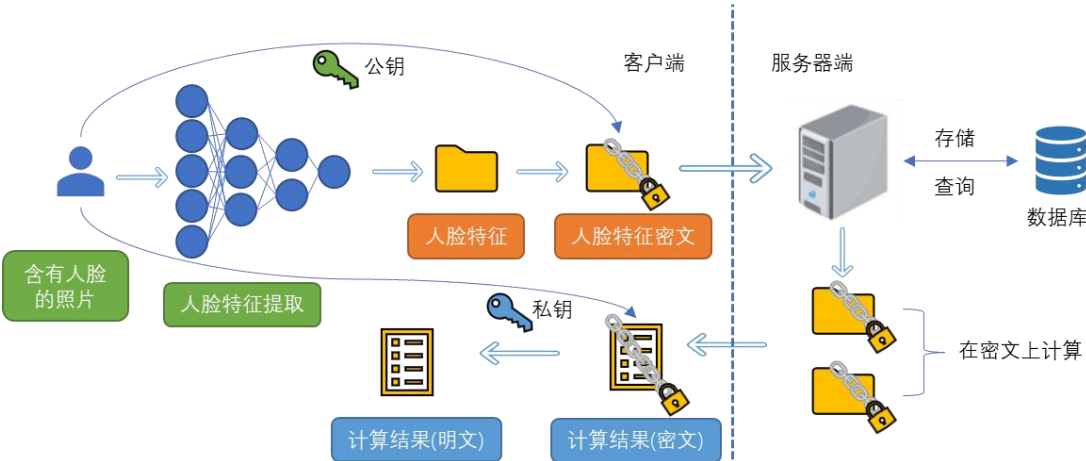 公钥
客户端
服务器端
存储
查询
数据库
人脸特征
人脸特征密文
含有人脸
的照片
人脸特征提取
私钥
在密文上计算
计算结果(明文)
计算结果(密文)